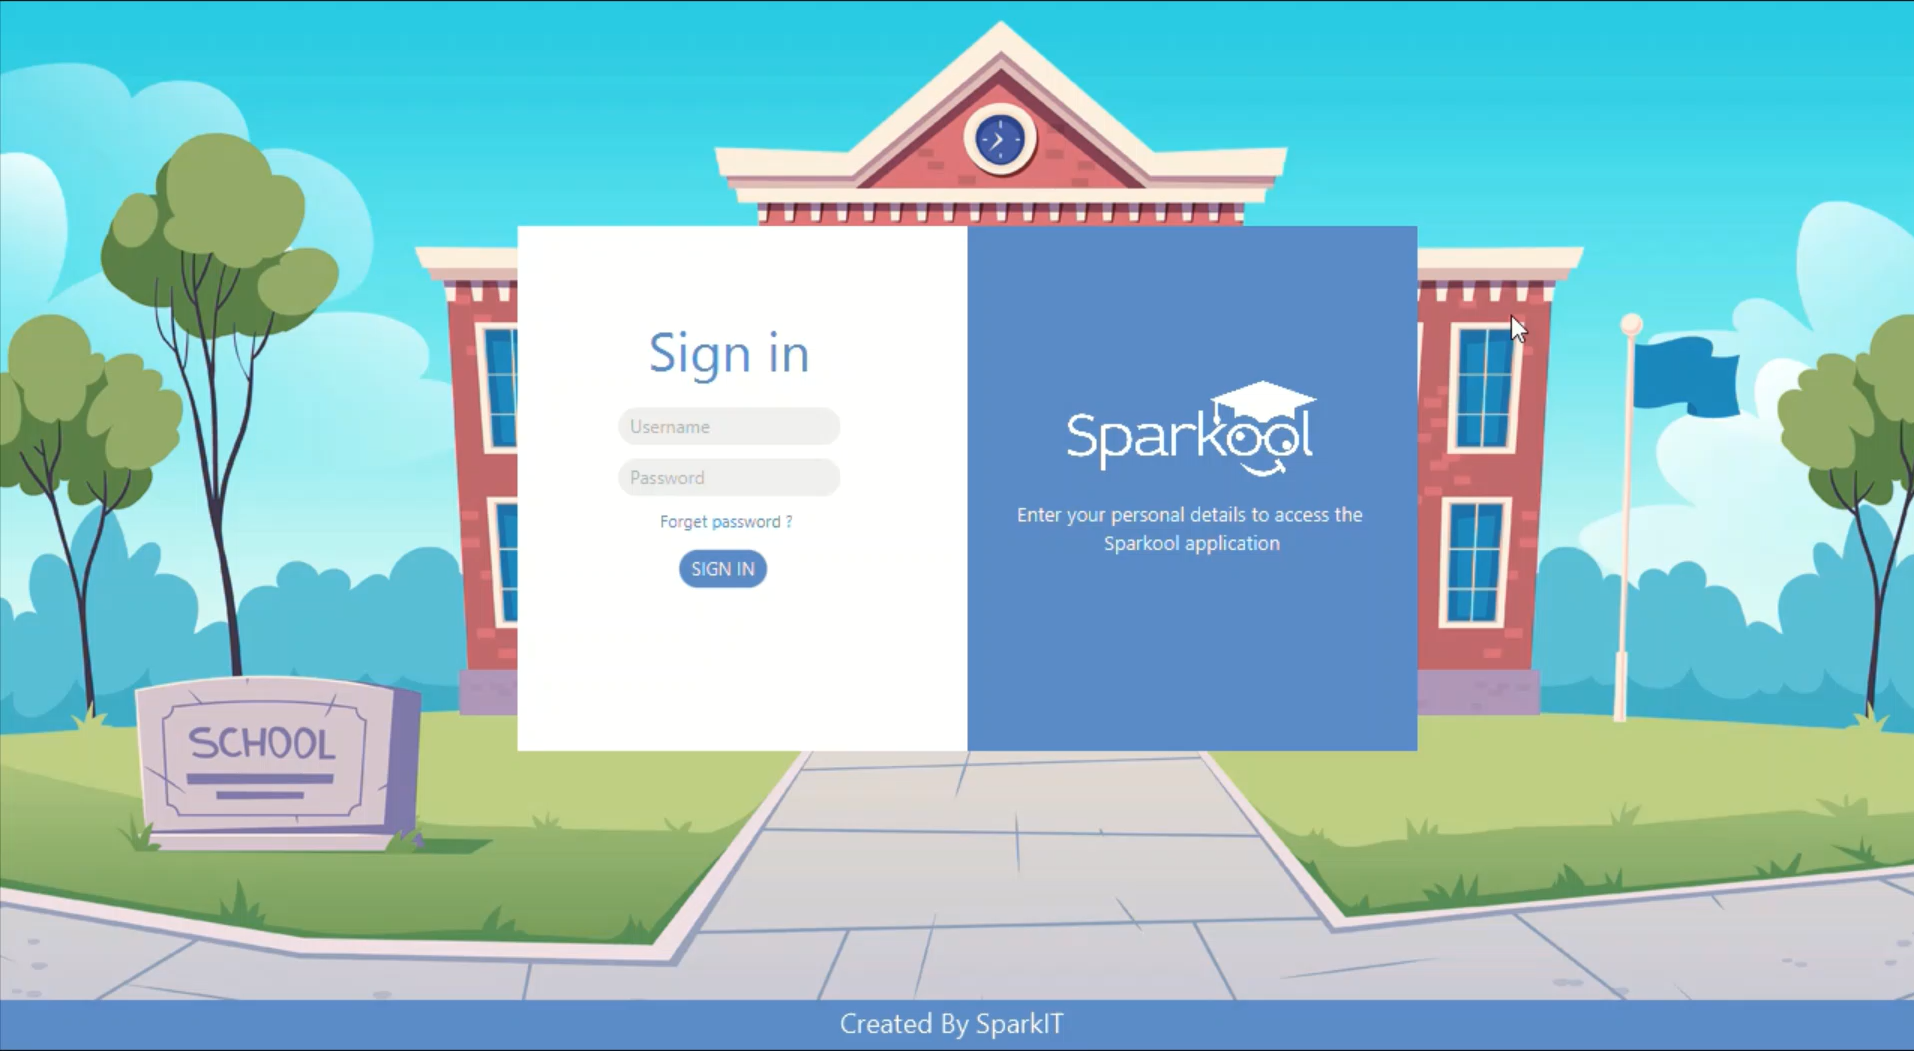 Sign in
Username
Password
Forget password ?
SIGN IN
Sparkool
Enter your personal details to access the
Sparkool application
SCHOOL
Created By SparkIT